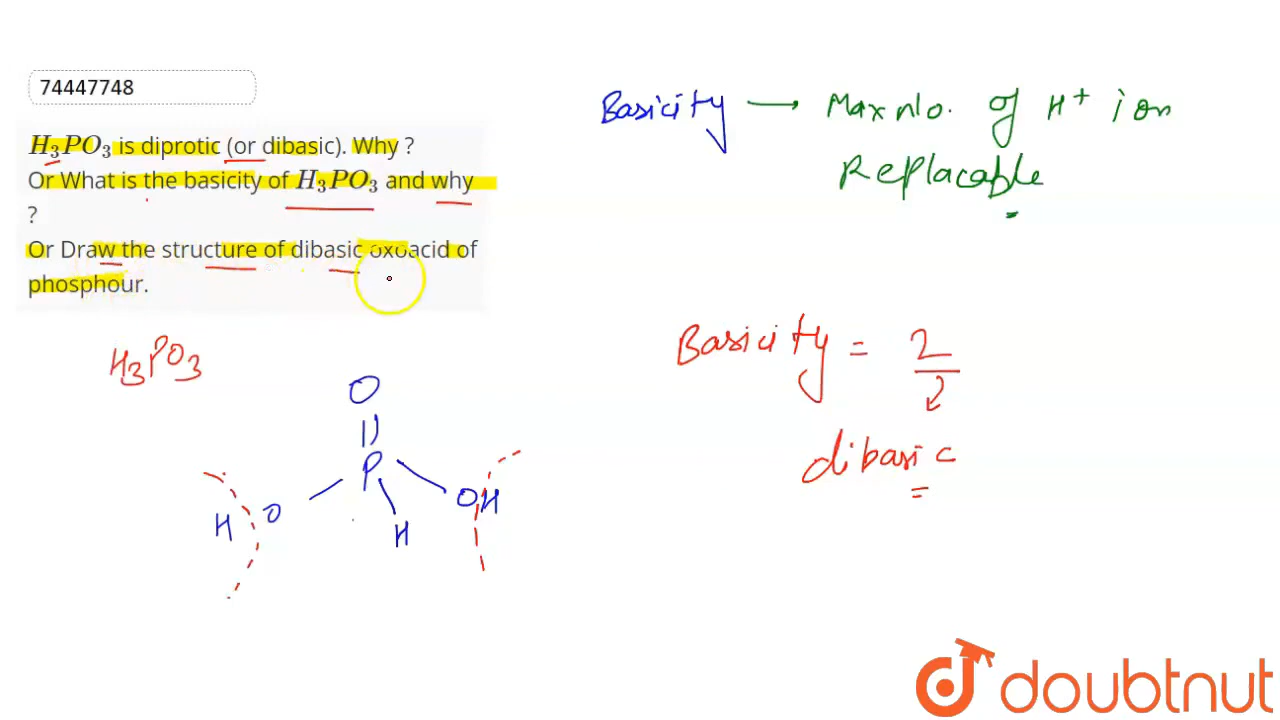 74447748
H3PO3 is diprotic (or dibasic). Why ?
Or What is the basicity of H3PO3 and why
?
Or Draw the structure of dibasic oxoacid of
phosphour.
Basicity → Max no. of H+ ion
Replacable
H3PO3
O
P
H O
OH
H
Basicity = 2
dibasic
doubtnut